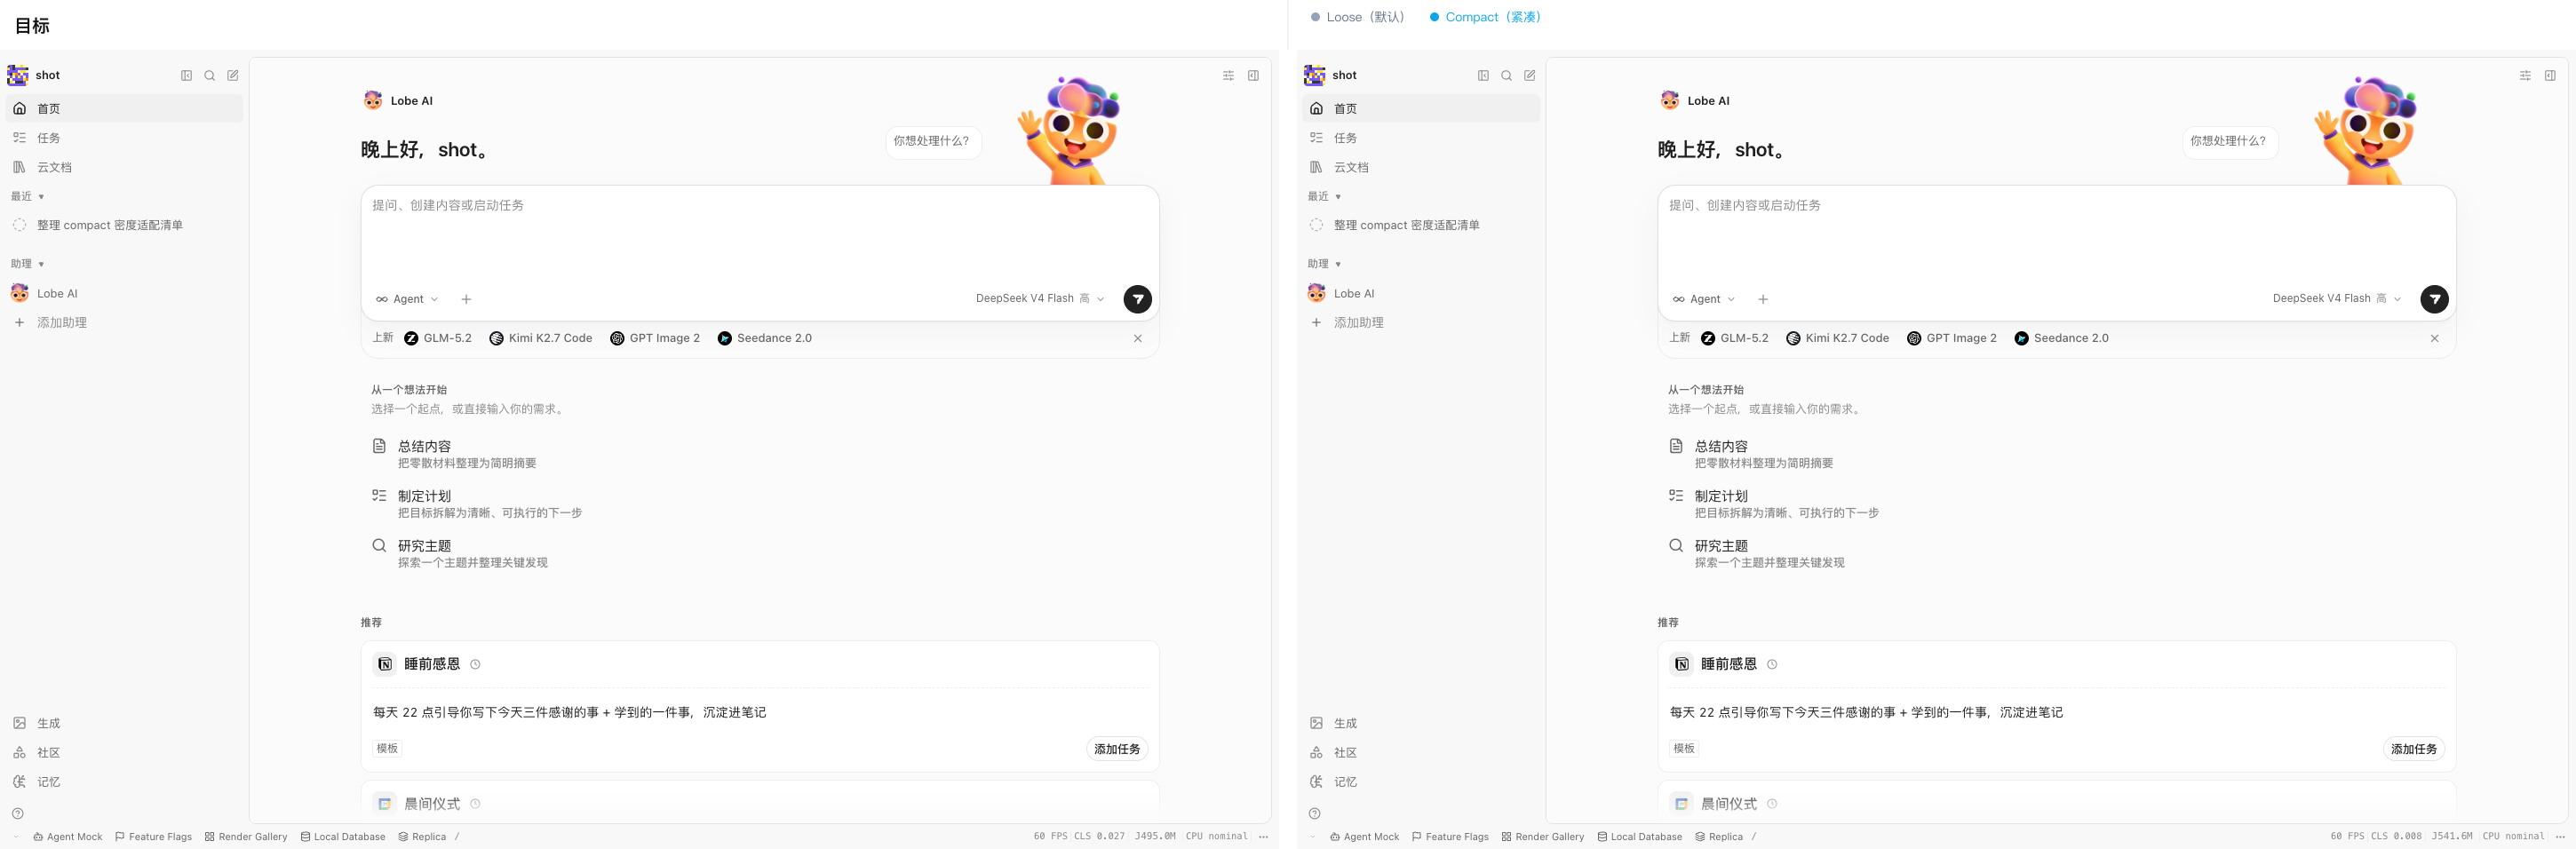 目标
shot
首页
任务
云文档
最近
整理 compact 密度适配清单
助理
Lobe AI
添加助理
生成
社区
记忆
Lobe AI
晚上好，shot。
你想处理什么？
提问、创建内容或启动任务
Agent
DeepSeek V4 Flash 高
上新 GLM-5.2 Kimi K2.7 Code GPT Image 2 Seedance 2.0
从一个想法开始
选择一个起点，或直接输入你的需求。
总结内容
把零散材料整理为简明摘要
制定计划
把目标拆解为清晰、可执行的下一步
研究主题
探索一个主题并整理关键发现
推荐
睡前感恩
每天 22 点引导你写下今天三件感谢的事 + 学到的一件事，沉淀进笔记
模板
添加任务
晨间仪式
- Agent Mock Feature Flags Render Gallery Local Database Replica /
60 FPS CLS 0.027 J495.0M CPU nominal
Loose（默认） Compact（紧凑）
shot
首页
任务
云文档
最近
整理 compact 密度适配清单
助理
Lobe AI
添加助理
生成
社区
记忆
Lobe AI
晚上好，shot。
你想处理什么？
提问、创建内容或启动任务
Agent
DeepSeek V4 Flash 高
上新 GLM-5.2 Kimi K2.7 Code GPT Image 2 Seedance 2.0
从一个想法开始
选择一个起点，或直接输入你的需求。
总结内容
把零散材料整理为简明摘要
制定计划
把目标拆解为清晰、可执行的下一步
研究主题
探索一个主题并整理关键发现
推荐
睡前感恩
每天 22 点引导你写下今天三件感谢的事 + 学到的一件事，沉淀进笔记
模板
添加任务
晨间仪式
- Agent Mock Feature Flags Render Gallery Local Database Replica /
60 FPS CLS 0.008 J541.6M CPU nominal